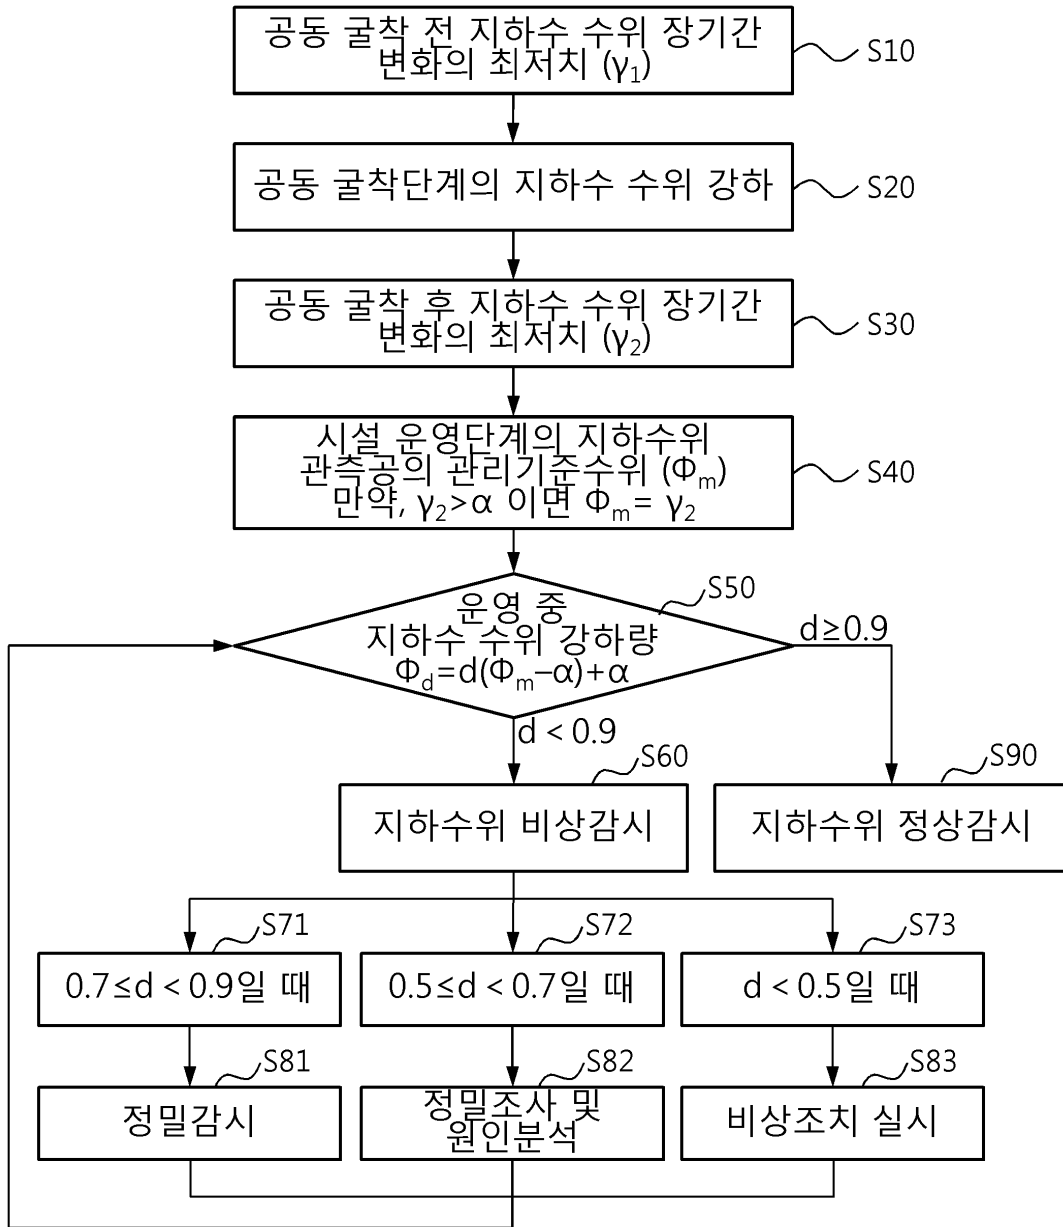 공동 굴착 전 지하수 수위 장기간
변화의 최저치 (γ₁)
S10
공동 굴착단계의 지하수 수위 강하
S20
공동 굴착 후 지하수 수위 장기간
변화의 최저치 (γ₂)
S30
시설 운영단계의 지하수위
관측공의 관리기준수위 (Φm)
만약, γ₂>α 이면 Φm= γ₂
S40
S50
운영 중
지하수 수위 강하량
Φd=d(Φm–α)+α
d≥0.9
d < 0.9
S60
지하수위 비상감시
S90
지하수위 정상감시
S71
0.7≤d < 0.9일 때
S72
0.5≤d < 0.7일 때
S73
d < 0.5일 때
S81
정밀감시
S82
정밀조사 및
원인분석
S83
비상조치 실시